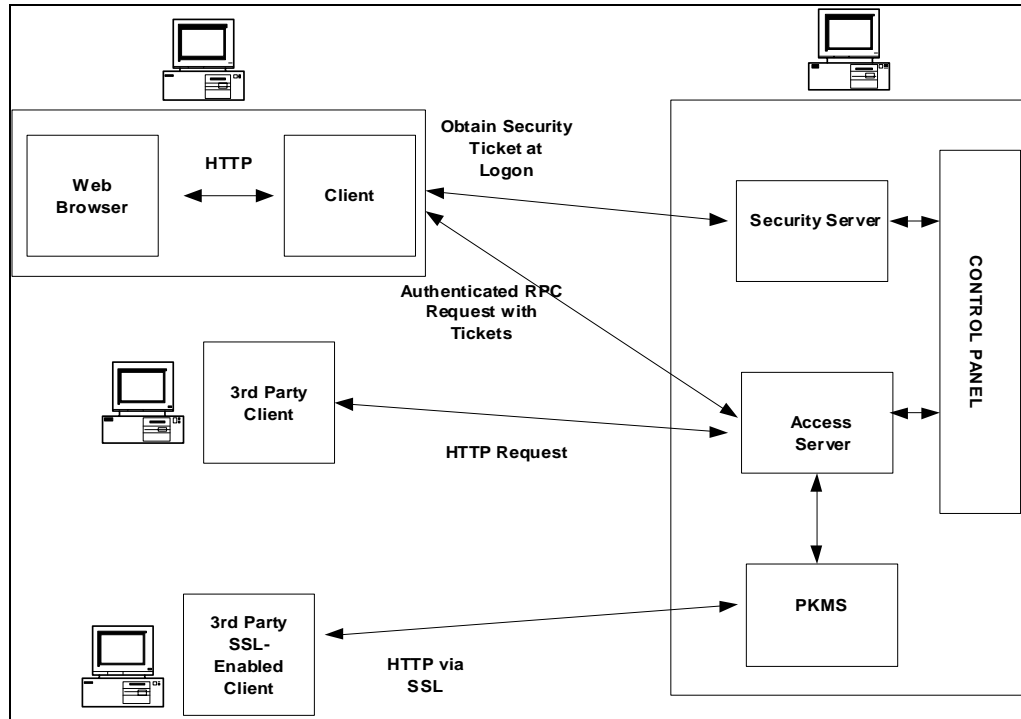 Obtain Security
Ticket at
Logon
HTTP
Web
Browser
Client
Security Server
CONTROL PANEL
Authenticated RPC
Request with
Tickets
3rd Party
Client
HTTP Request
Access
Server
3rd Party
SSL-
Enabled
Client
HTTP via
SSL
PKMS